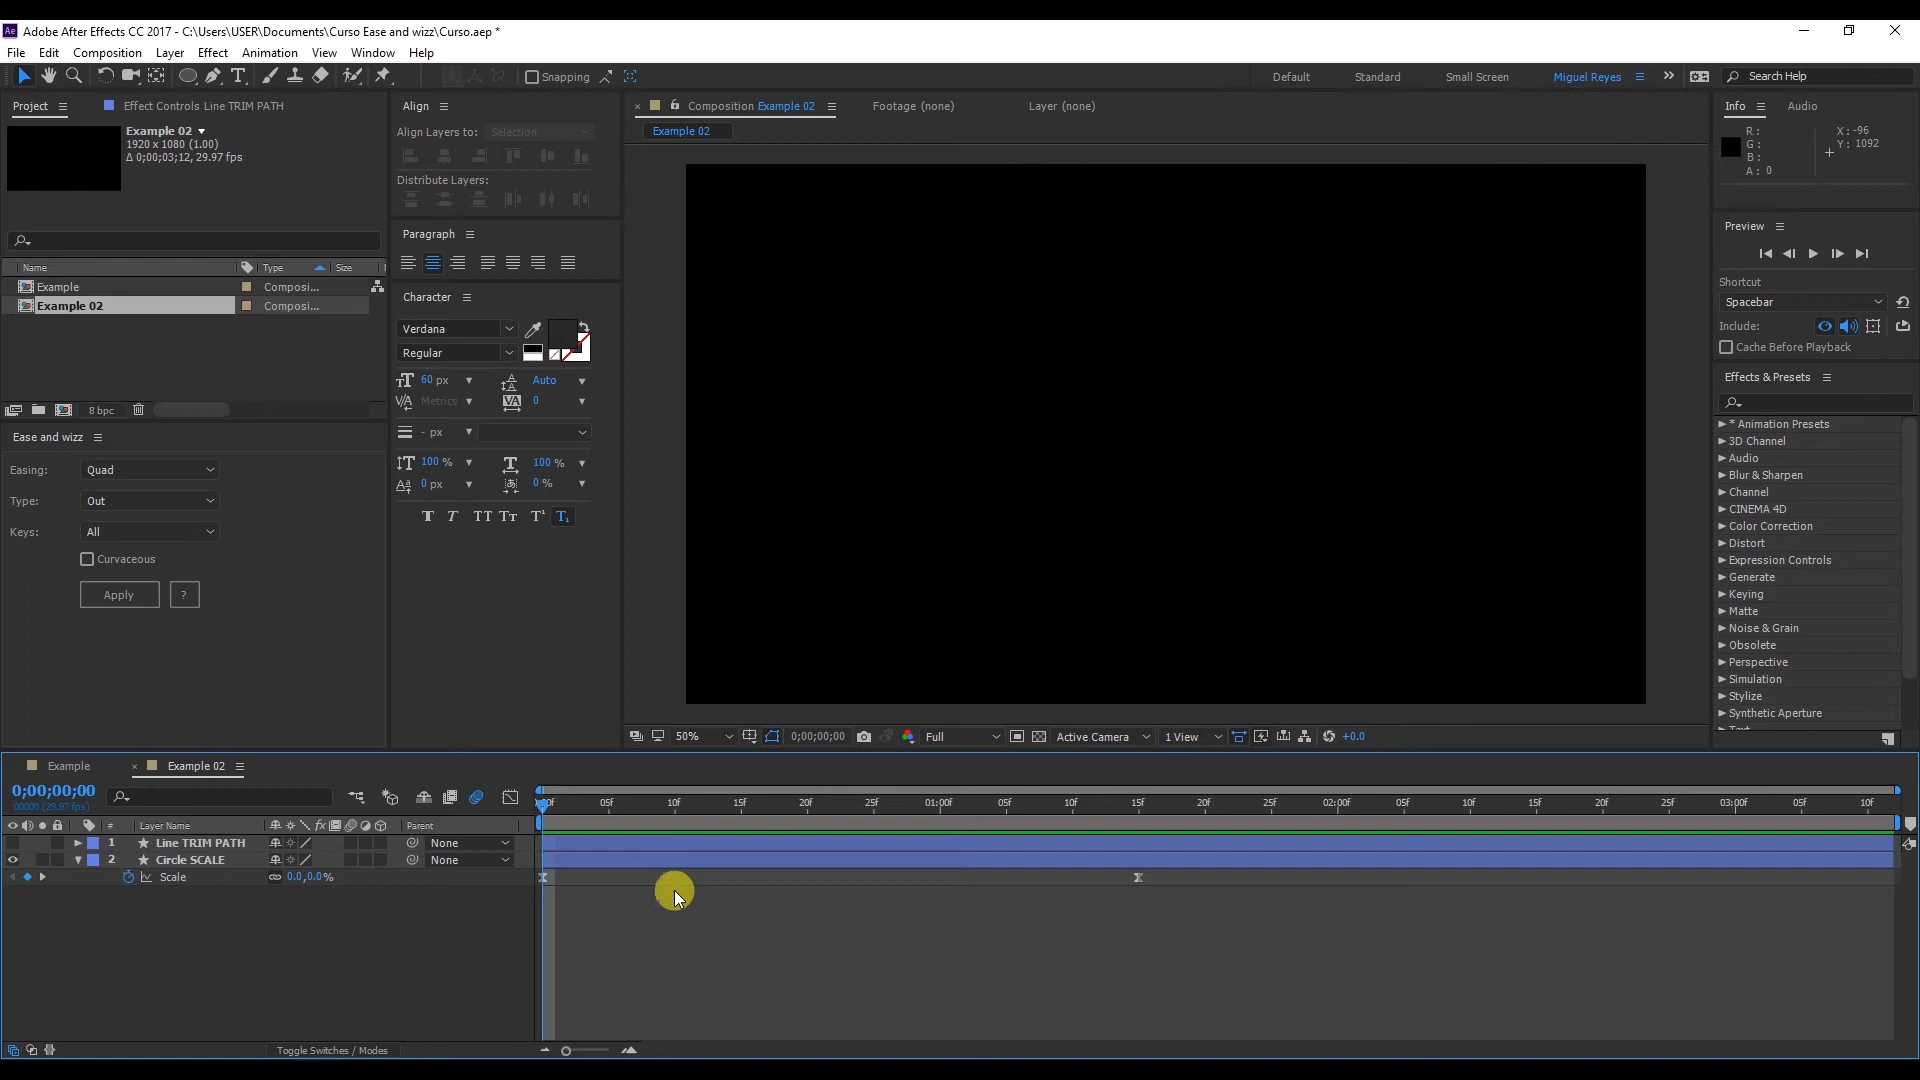 Ae Adobe After Effects CC 2017 - C:\Users\USER\Documents\Curso Ease and wizz\Curso.aep *
File Edit Composition Layer Effect Animation View Window Help
Snapping Default Standard Small Screen Miguel Reyes Search Help
Project Effect Controls Line TRIM PATH
Example 02
1920 x 1080 (1.00)
Δ 0;00;03;12, 29.97 fps
Name Type Size
Example Composi...
Example 02 Composi...
8 bpc
Ease and wizz
Easing: Quad
Type: Out
Keys: All
Curvaceous
Apply ?
Align
Align Layers to: Selection
Distribute Layers:
Paragraph
Character
Verdana
Regular
60 px Auto
Metrics 0
- px
100 % 100 %
0 px 0 %
T T TT Tт T¹ T₁
Composition Example 02 Footage (none) Layer (none)
Example 02
50% 0;00;00;00 Full Active Camera 1 View +0.0
Info Audio
R: X: -96
G: Y: 1092
B:
A: 0
Preview
Shortcut
Spacebar
Include:
Cache Before Playback
Effects & Presets
* Animation Presets
3D Channel
Audio
Blur & Sharpen
Channel
CINEMA 4D
Color Correction
Distort
Expression Controls
Generate
Keying
Matte
Noise & Grain
Obsolete
Perspective
Simulation
Stylize
Synthetic Aperture
Example Example 02
0;00;00;00
00000 (29.97 fps)
05f 10f 15f 20f 25f 01:00f 05f 10f 15f 20f 25f 02:00f 05f 10f 15f 20f 25f 03:00f 05f 10f
# Layer Name fx Parent
1 Line TRIM PATH None
2 Circle SCALE None
Scale 0.0,0.0%
Toggle Switches / Modes